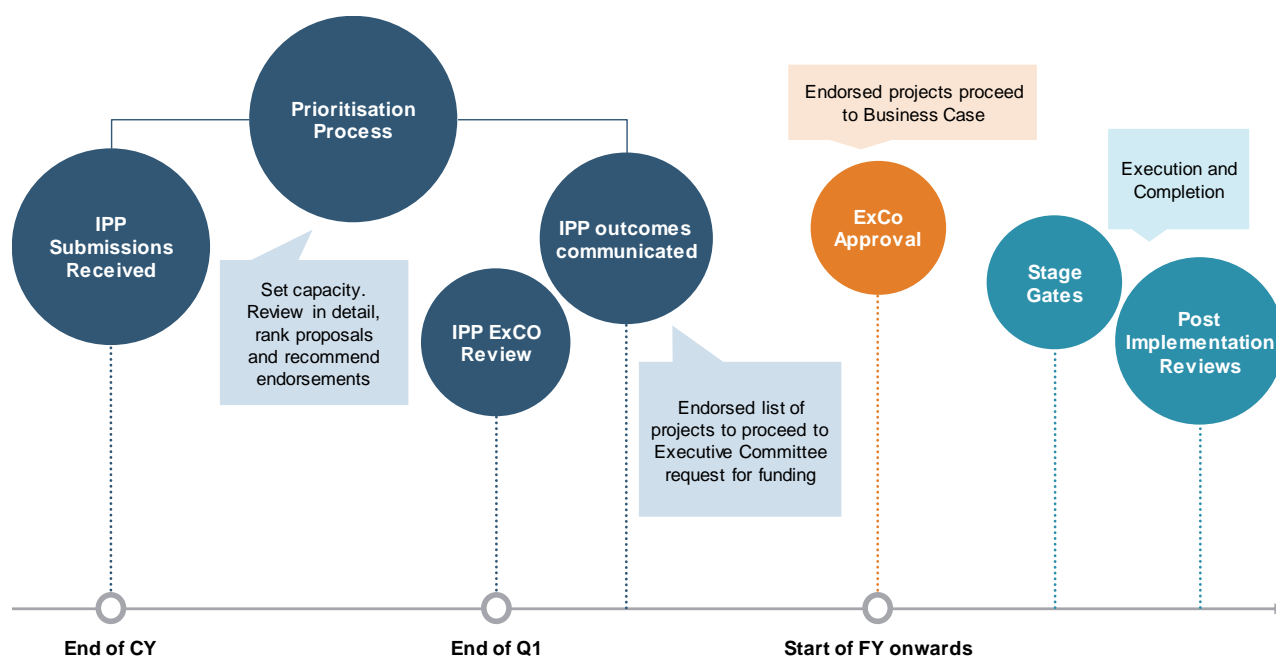 Prioritisation
Process
IPP
Submissions
Received
Set capacity.
Review in detail,
rank proposals
and recommend
endorsements
IPP ExCO
Review
IPP outcomes
communicated
Endorsed list of
projects to proceed to
Executive Committee
request for funding
Endorsed projects proceed
to Business Case
ExCo
Approval
Execution and
Completion
Stage
Gates
Post
Implementation
Reviews
End of CY
End of Q1
Start of FY onwards